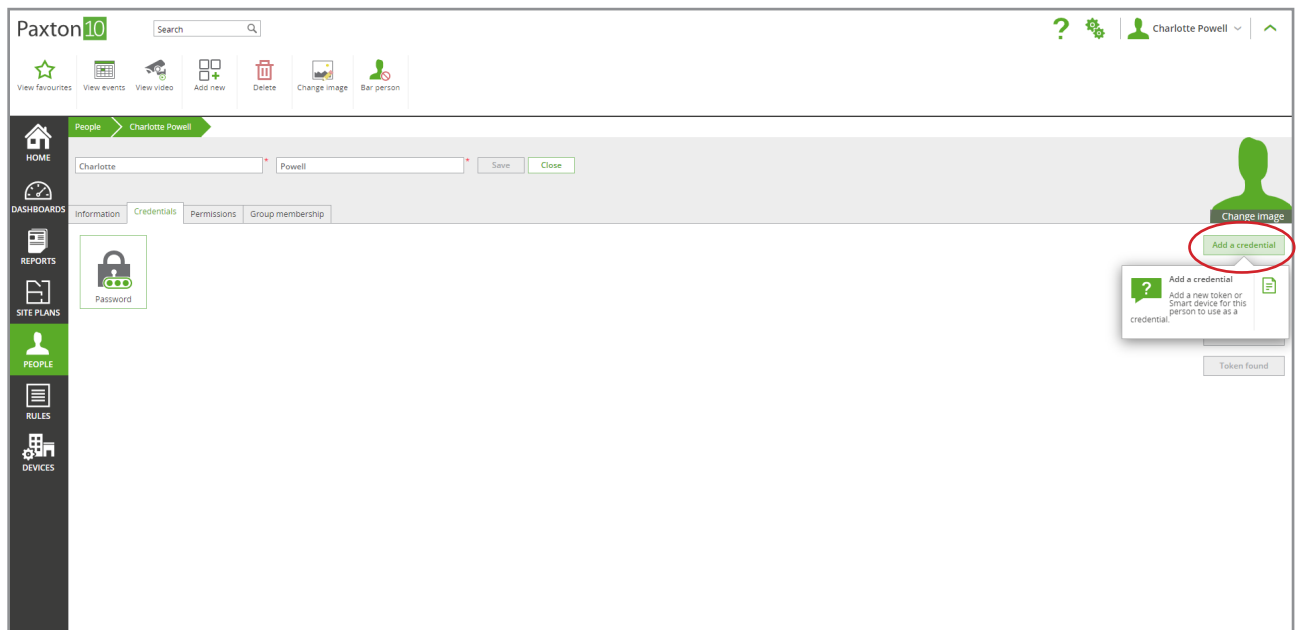 Paxton10
Search
Charlotte Powell
View favourites View events View video Add new Delete Change image Bar person
People Charlotte Powell
HOME
Charlotte * Powell * Save Close
DASHBOARDS
Information Credentials Permissions Group membership
Change image
REPORTS
Add a credential
Password
Add a credential
Add a new token or
Smart device for this
person to use as a
credential.
SITE PLANS
PEOPLE
Token found
RULES
DEVICES